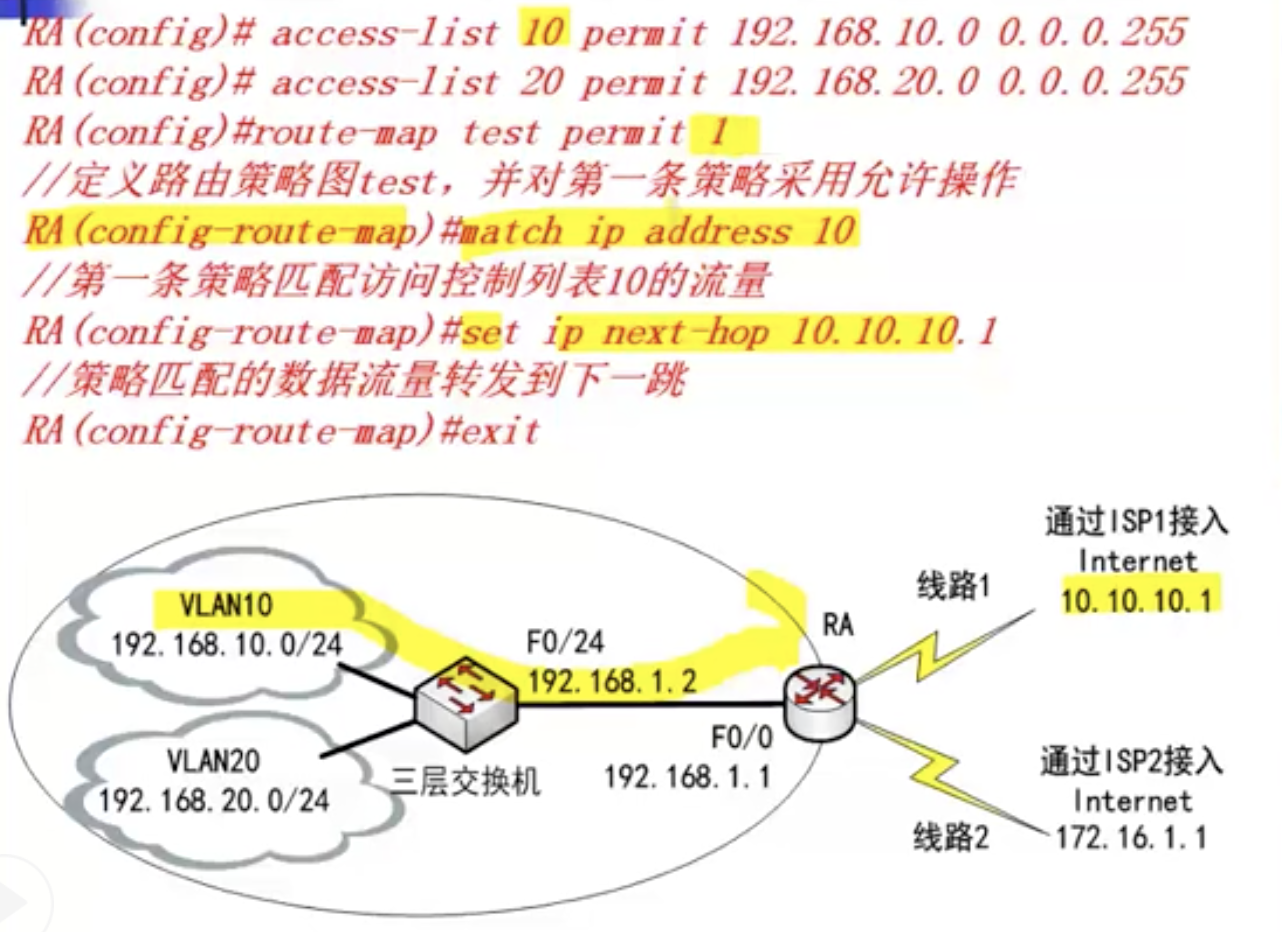 RA(config)# access-list 10 permit 192.168.10.0 0.0.0.255
RA(config)# access-list 20 permit 192.168.20.0 0.0.0.255
RA(config)#route-map test permit 1
//定义路由策略图test，并对第一条策略采用允许操作
RA(config-route-map)#match ip address 10
//第一条策略匹配访问控制列表10的流量
RA(config-route-map)#set ip next-hop 10.10.10.1
//策略匹配的数据流量转发到下一跳
RA(config-route-map)#exit
通过ISP1接入
Internet
10.10.10.1
线路1
VLAN10
192.168.10.0/24
F0/24
192.168.1.2
RA
F0/0
192.168.1.1
三层交换机
VLAN20
192.168.20.0/24
通过ISP2接入
Internet
172.16.1.1
线路2